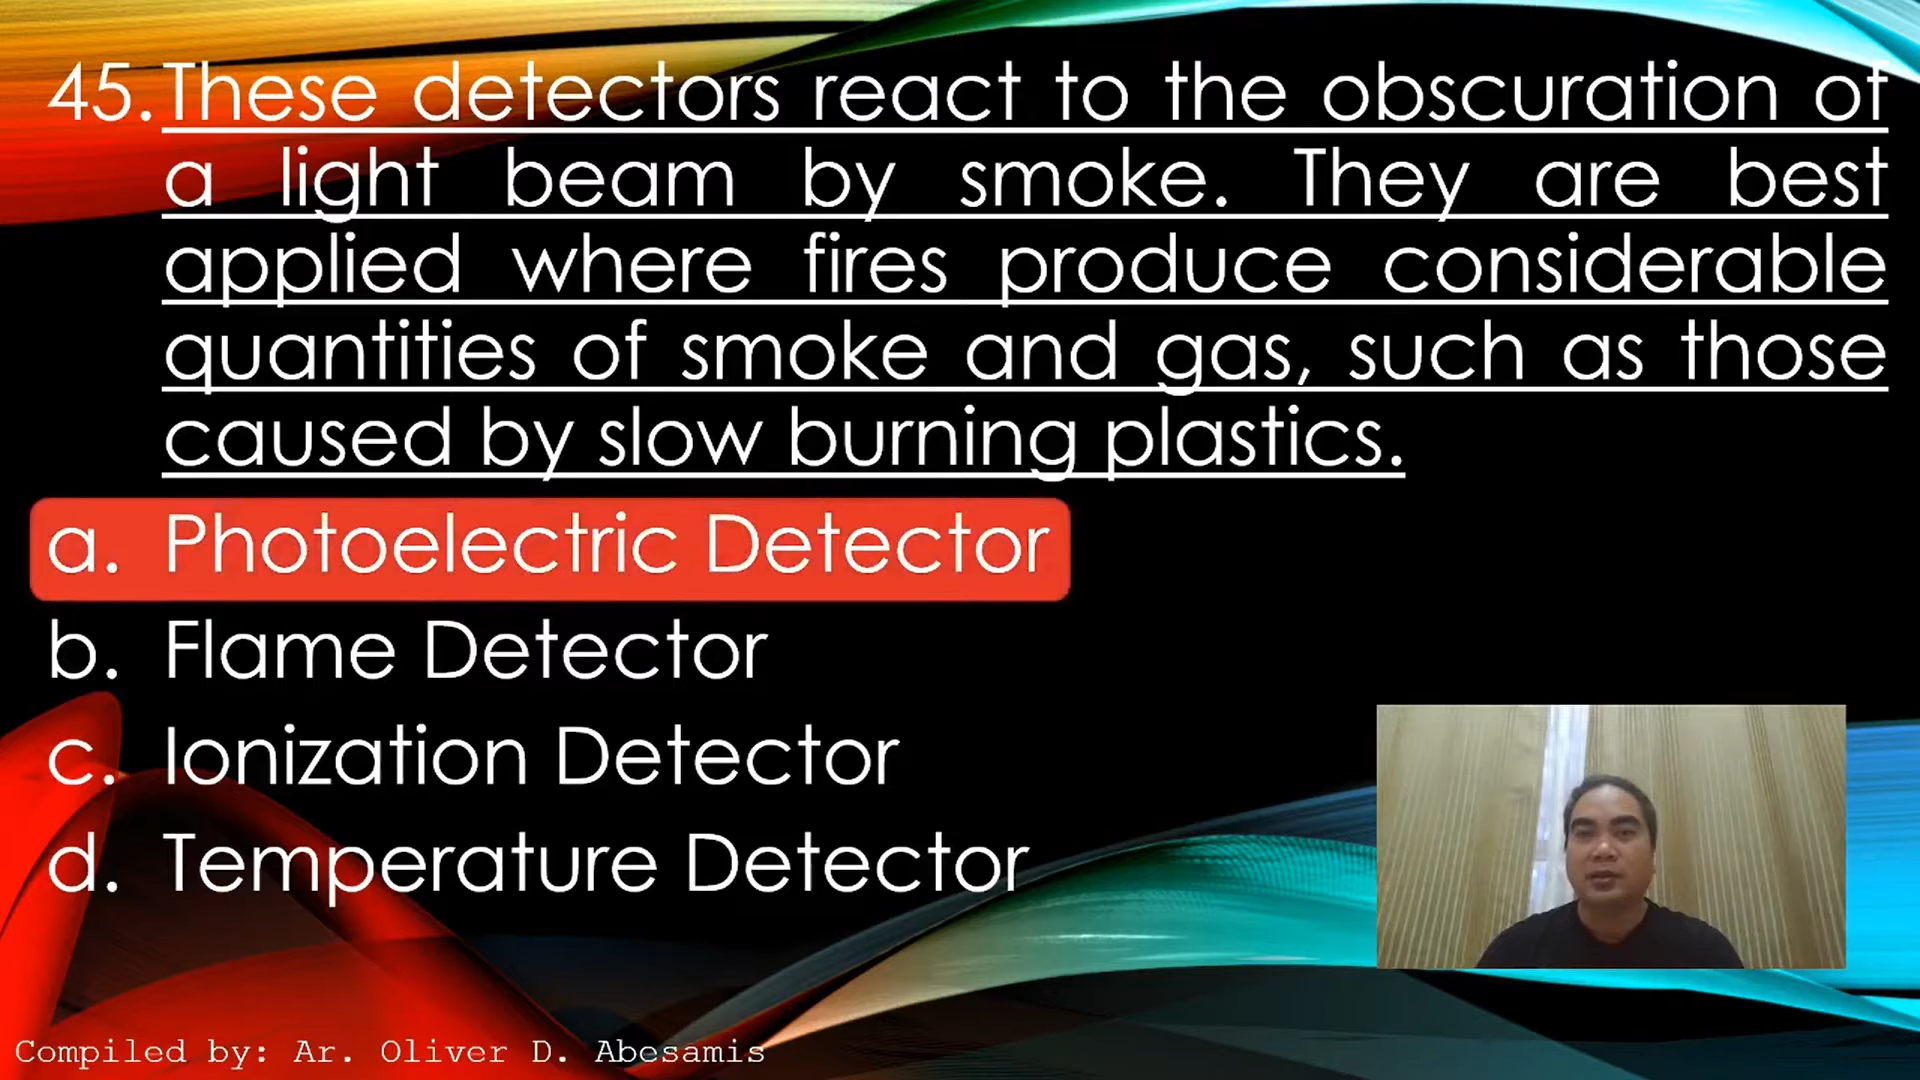 45. These detectors react to the obscuration of
a light beam by smoke. They are best
applied where fires produce considerable
quantities of smoke and gas, such as those
caused by slow burning plastics.
a. Photoelectric Detector
b. Flame Detector
c. Ionization Detector
d. Temperature Detector
Compiled by: Ar. Oliver D. Abesamis